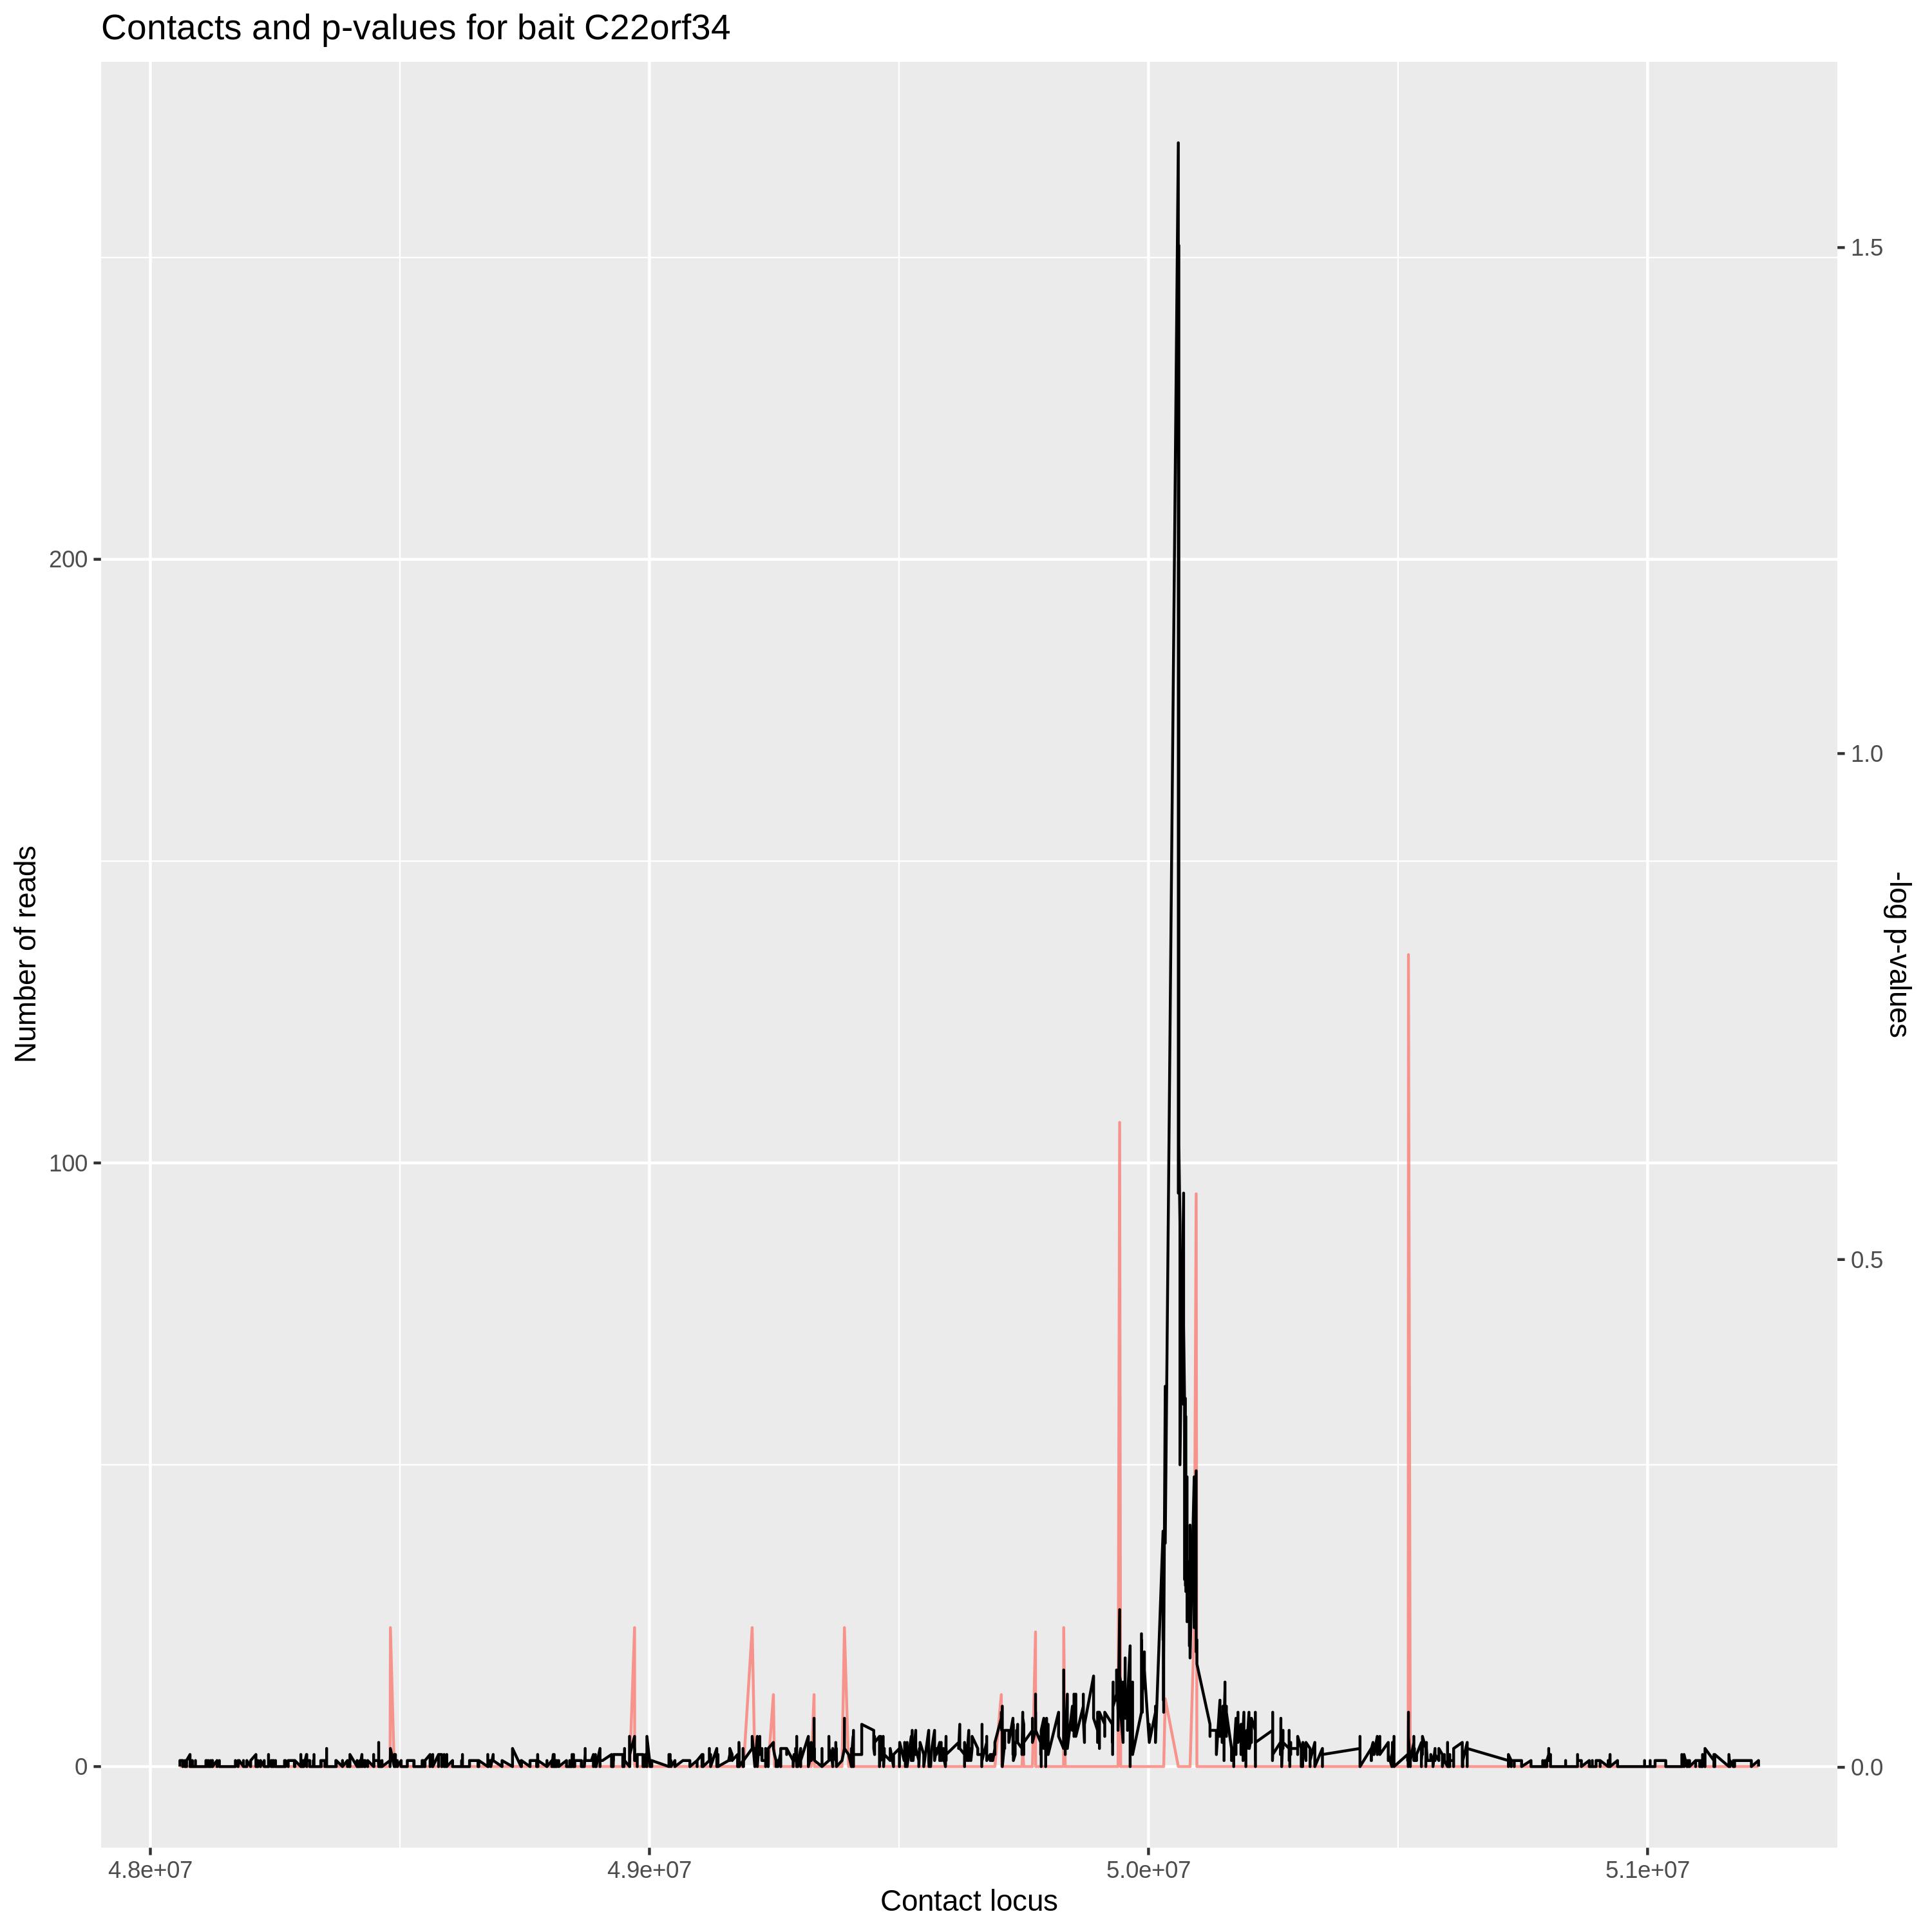 Contacts and p-values for bait C22orf34
200
100
0
Number of reads
1.5
1.0
0.5
0.0
-log p-values
4.8e+07
4.9e+07
5.0e+07
5.1e+07
Contact locus